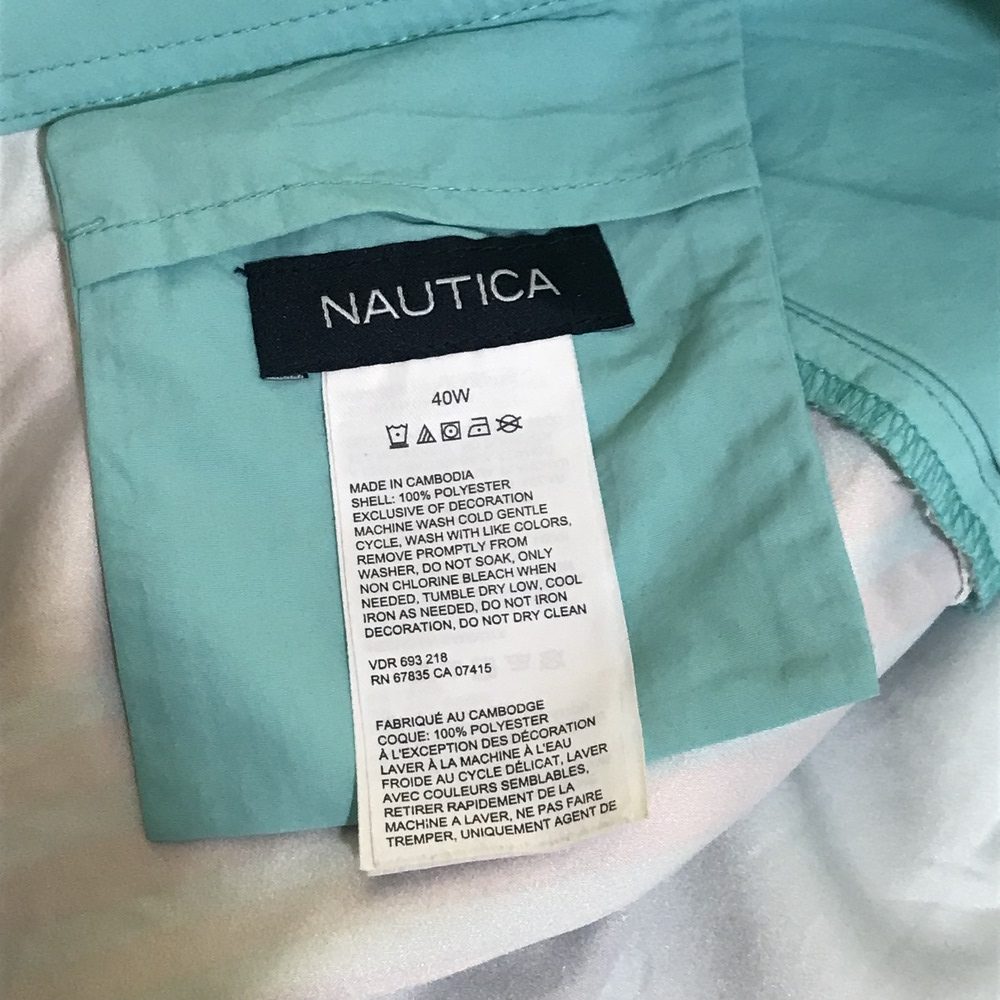 NAUTICA
40W
MADE IN CAMBODIA
SHELL: 100% POLYESTER
EXCLUSIVE OF DECORATION
MACHINE WASH COLD GENTLE
CYCLE, WASH WITH LIKE COLORS,
REMOVE PROMPTLY FROM
WASHER, DO NOT SOAK, ONLY
NON CHLORINE BLEACH WHEN
NEEDED, TUMBLE DRY LOW, COOL
IRON AS NEEDED, DO NOT IRON
DECORATION, DO NOT DRY CLEAN
VDR 693 218
RN 67835 CA 07415
FABRIQUÉ AU CAMBODGE
COQUE: 100% POLYESTER
À L'EXCEPTION DES DÉCORATION
LAVER À LA MACHINE À L'EAU
FROIDE AU CYCLE DÉLICAT, LAVER
AVEC COULEURS SEMBLABLES,
RETIRER RAPIDEMENT DE LA
MACHINE A LAVER, NE PAS FAIRE
TREMPER, UNIQUEMENT AGENT DE